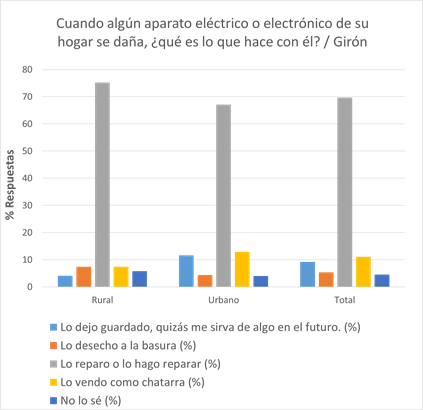 Cuando algún aparato eléctrico o electrónico de su
hogar se daña, ¿qué es lo que hace con él? / Girón
% Respuestas
80
70
60
50
40
30
20
10
0
Rural
Urbano
Total
Lo dejo guardado, quizás me sirva de algo en el futuro. (%)
Lo desecho a la basura (%)
Lo reparo o lo hago reparar (%)
Lo vendo como chatarra (%)
No lo sé (%)